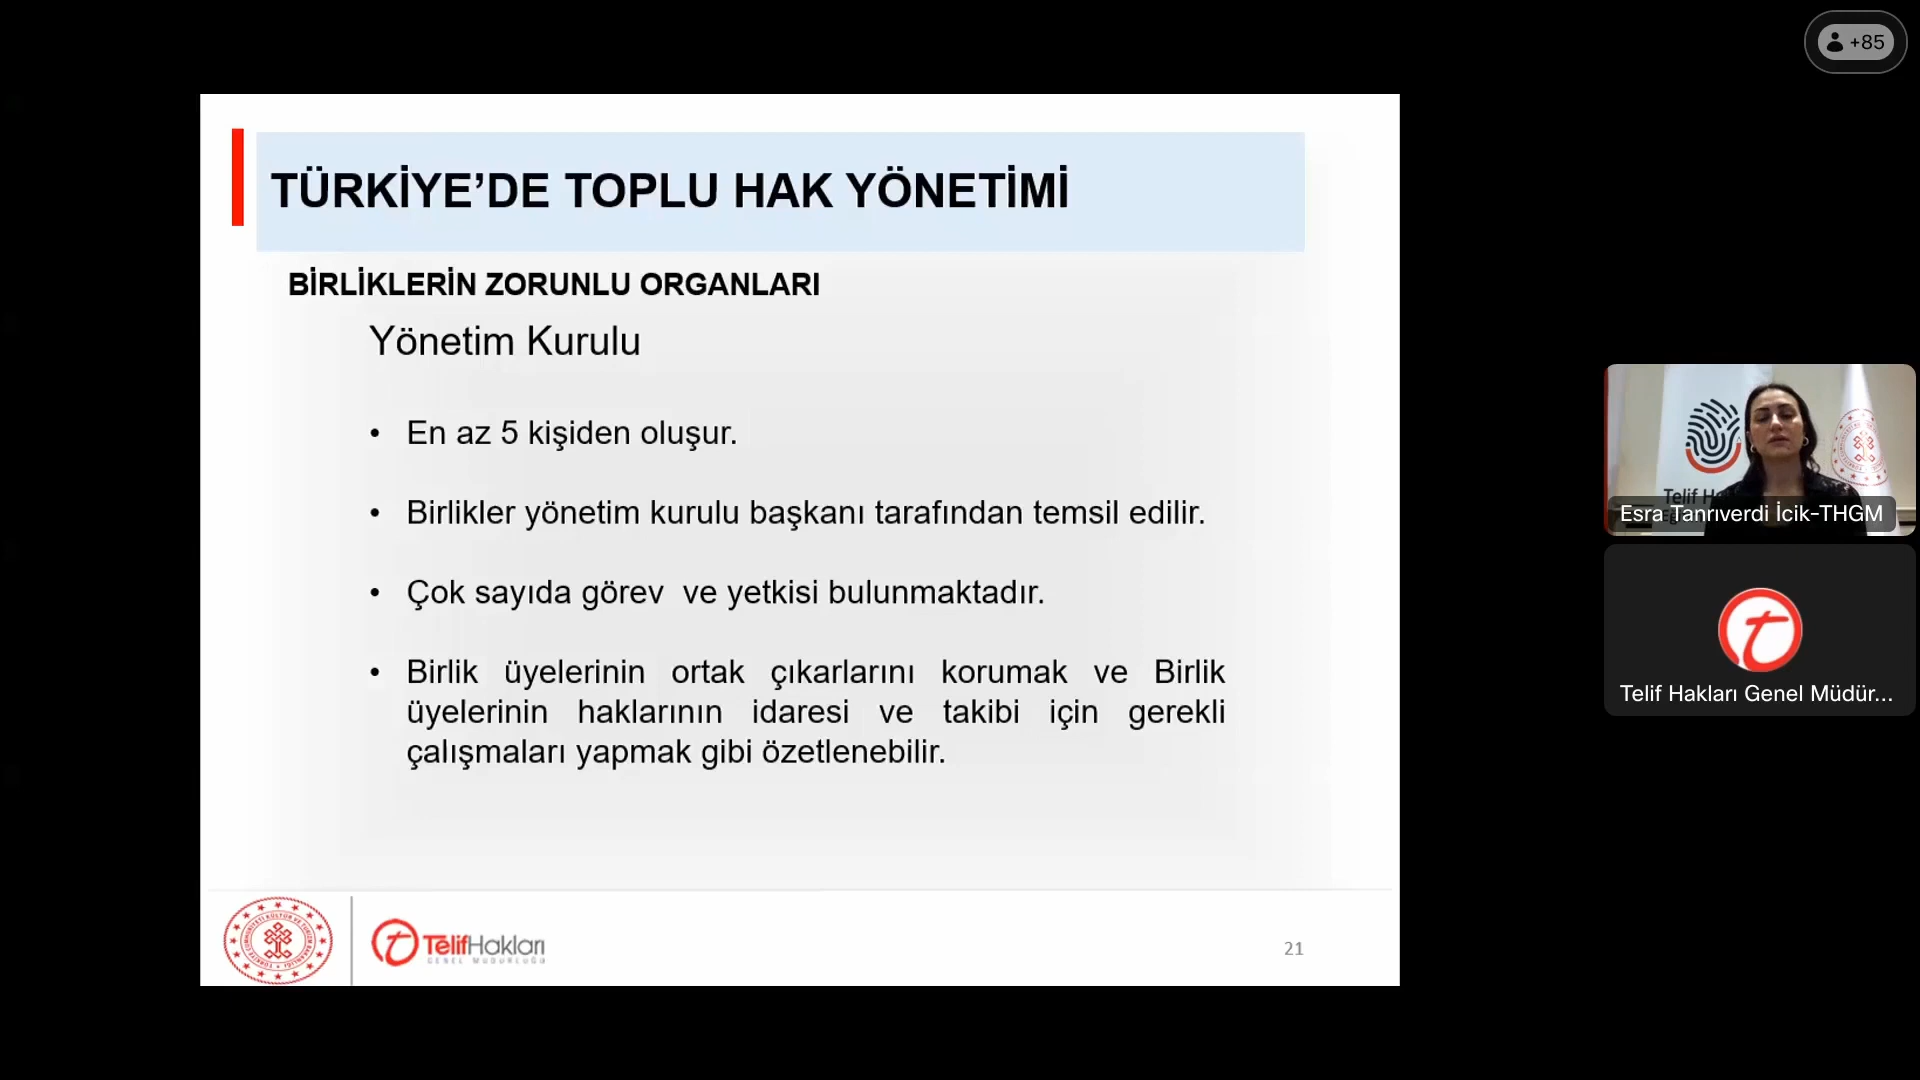 +85
TÜRKİYE’DE TOPLU HAK YÖNETİMİ
BİRLİKLERİN ZORUNLU ORGANLARI
Yönetim Kurulu
• En az 5 kişiden oluşur.
• Birlikler yönetim kurulu başkanı tarafından temsil edilir.
• Çok sayıda görev  ve yetkisi bulunmaktadır.
• Birlik üyelerinin ortak çıkarlarını korumak ve Birlik
üyelerinin haklarının idaresi ve takibi için gerekli
çalışmaları yapmak gibi özetlenebilir.
TelifHakları
GENEL MÜDÜRLÜĞÜ
21
Telif
Esra Tanrıverdi İcik-THGM
Telif Hakları Genel Müdür...